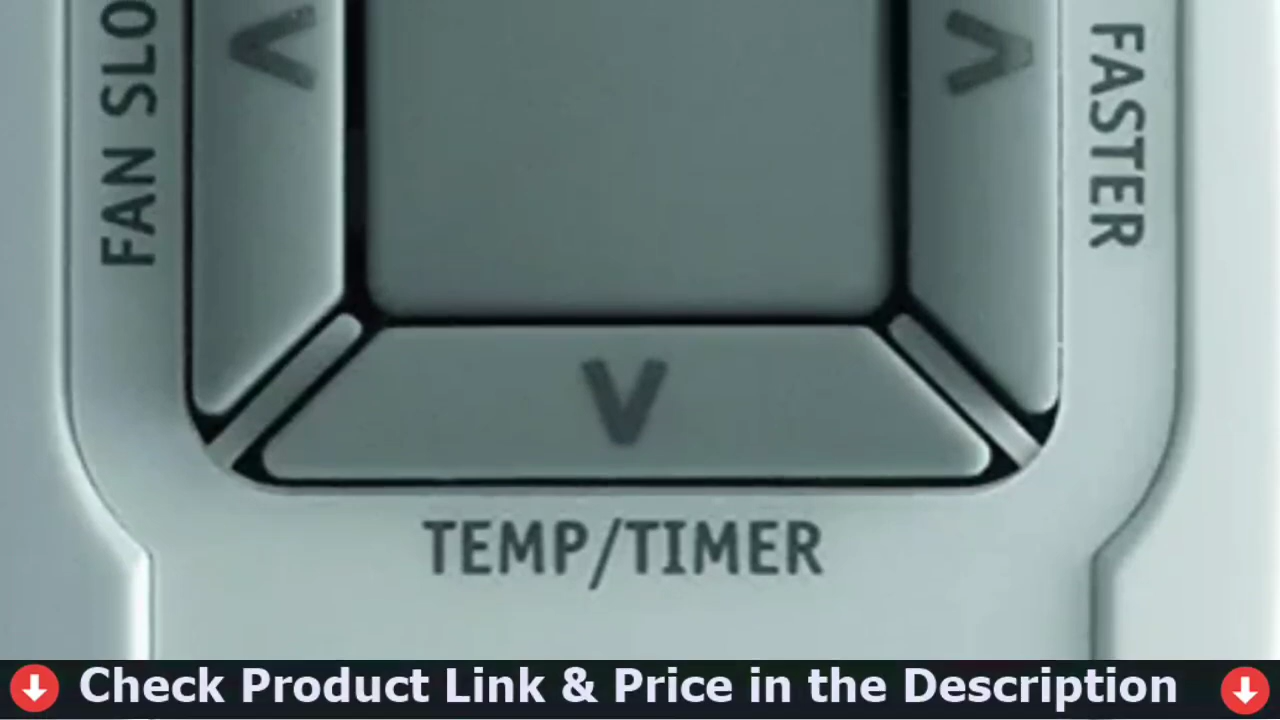 FAN SLO
FASTER
V
TEMP/TIMER
Check Product Link & Price in the Description